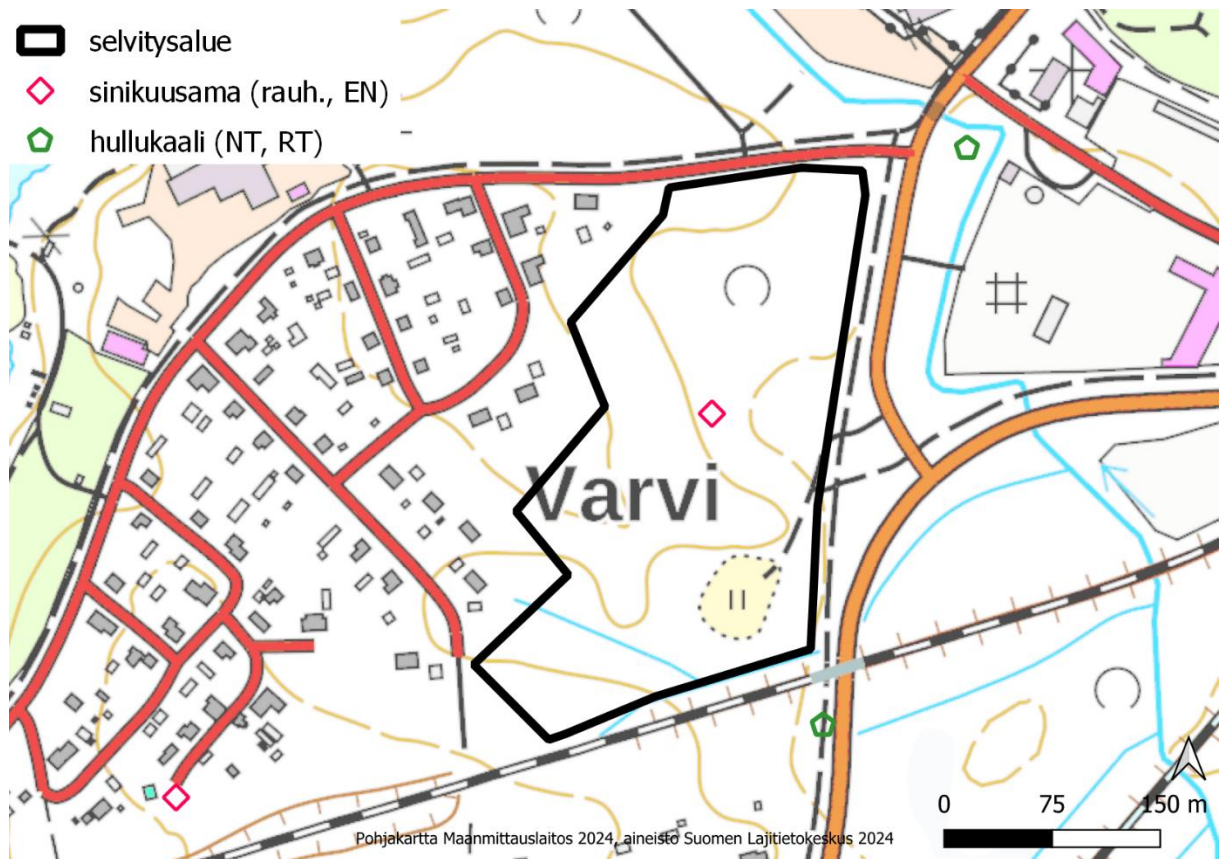 selvitysalue
sinikuusama (rauh., EN)
hullukaali (NT, RT)
Varvi
0 75 150 m
Pohjakartta Maanmittauslaitos 2024, aineisto Suomen Lajitietokeskus 2024